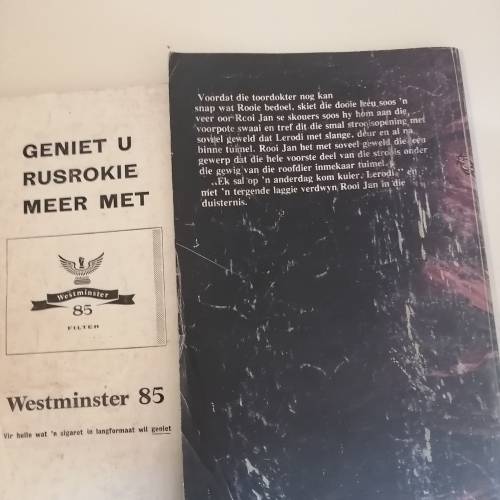 GENIET U
RUSROKIE
MEER MET
Westminster
85
FILTER
Westminster 85
Vir hulle wat 'n sigaret in langformaat wil geniet
Voordat die toordokter nog kan
snap wat Rooie bedoel, skiet die dooie leeu soos 'n
veer oor Rooi Jan se skouers soos hy hom aan die
voorpote swaai en tref dit die smal strooisopening met
soveel geweld dat Lerodi met slange, deur en al na
binne tuimel. Rooi Jan het met soveel geweld die leeu
gewerp dat die hele voorste deel van die stroois onder
die gewig van die roofdier inmekaar tuimel.
„Ek sal op 'n anderdag kom kuier, Lerodi," en
met 'n tergende laggie verdwyn Rooi Jan in die
duisternis.